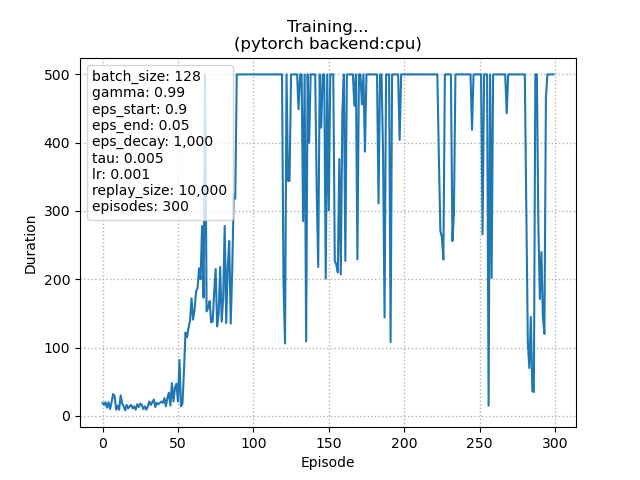 Training...
(pytorch backend:cpu)
batch_size: 128
gamma: 0.99
eps_start: 0.9
eps_end: 0.05
eps_decay: 1,000
tau: 0.005
lr: 0.001
replay_size: 10,000
episodes: 300
Duration
500
400
300
200
100
0
0 50 100 150 200 250 300
Episode